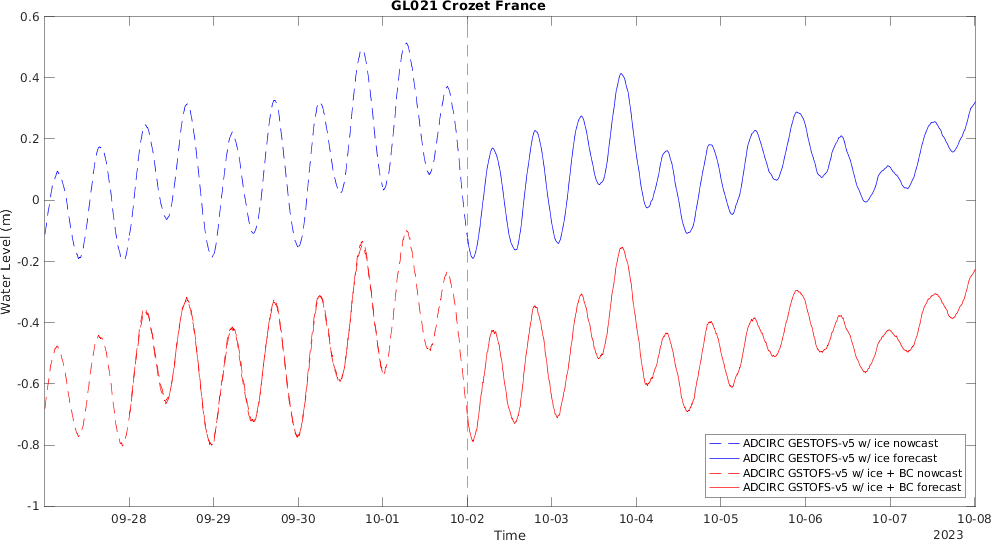 GL021 Crozet France
0.6
0.4
0.2
0
-0.2
-0.4
-0.6
-0.8
-1
Water Level (m)
ADCIRC GESTOFS-v5 w/ ice nowcast
ADCIRC GESTOFS-v5 w/ ice forecast
ADCIRC GSTOFS-v5 w/ ice + BC nowcast
ADCIRC GSTOFS-v5 w/ ice + BC forecast
09-28 09-29 09-30 10-01 10-02 10-03 10-04 10-05 10-06 10-07 10-08
Time
2023